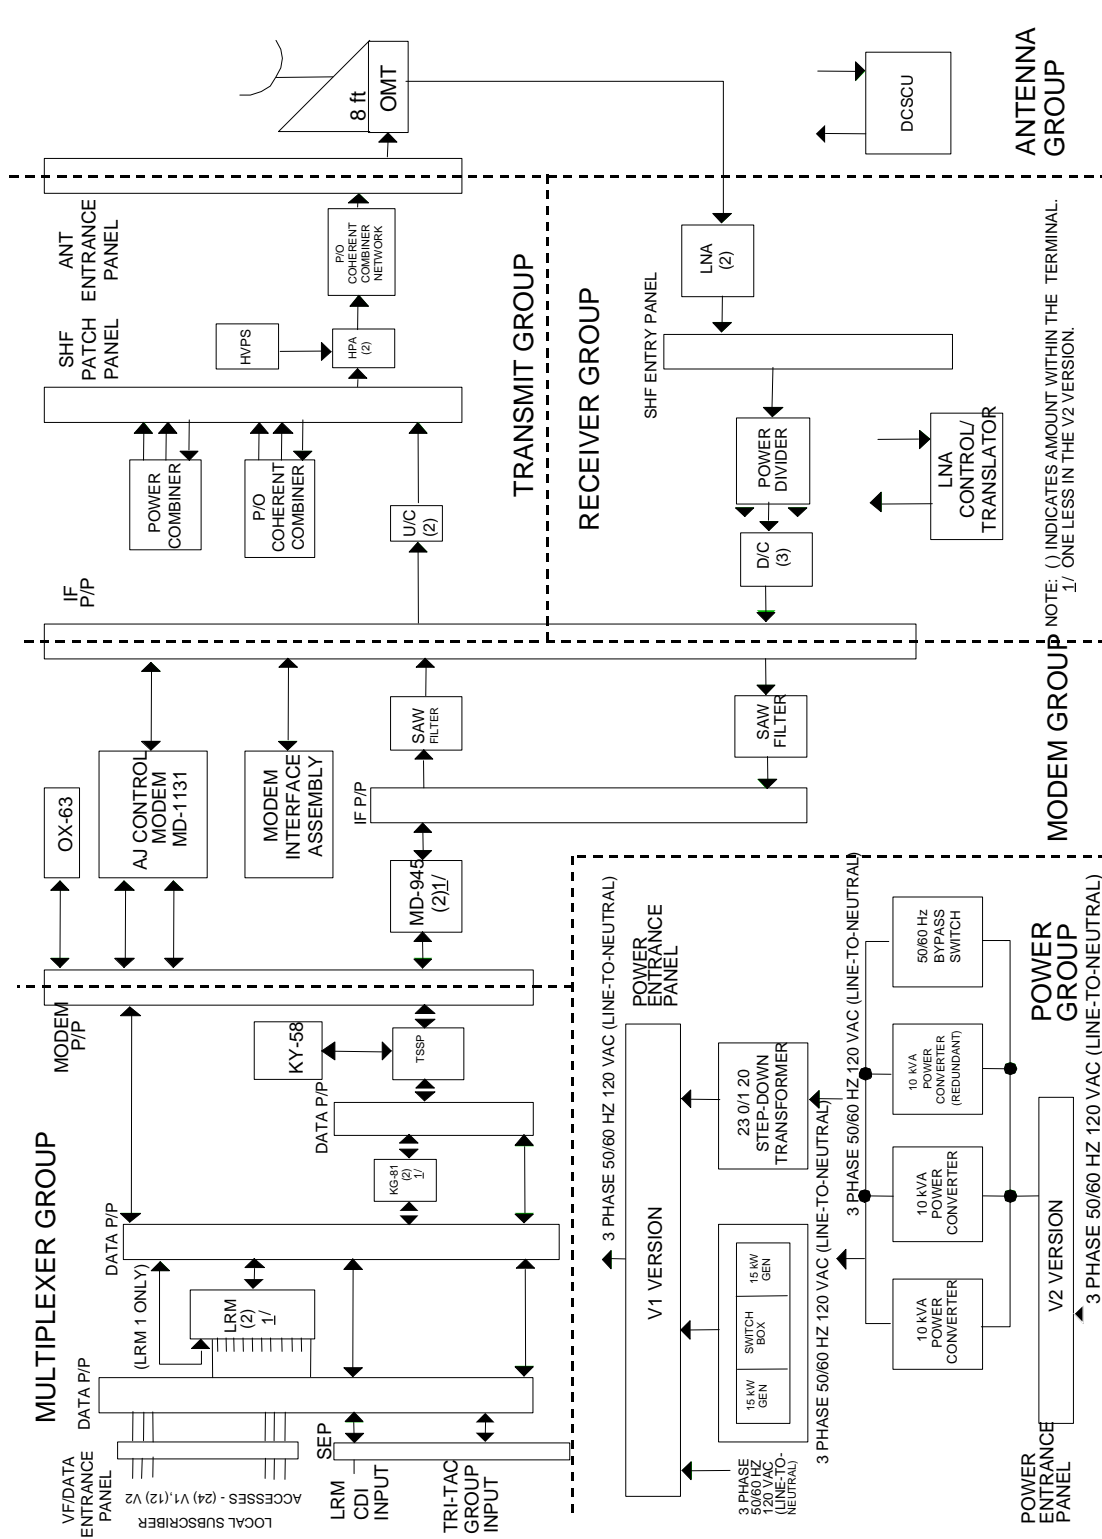 MULTIPLEXER GROUP
VF/DATA
ENTRANCE
PANEL
LOCAL SUBSCRIBER
ACCESSES - (24) V1,(12) V2
DATA P/P
(LRM 1 ONLY)
LRM
(2)
1/
DATA P/P
SEP
LRM
CDI
INPUT
TRI-TAC
GROUP
INPUT
KG-81
(2)
1/
DATA P/P
KY-58
TSSP
MODEM
P/P
OX-63
AJ CONTROL
MODEM
MD-1131
MODEM
INTERFACE
ASSEMBLY
MD-945
(2)1/
IF P/P
SAW
FILTER
SAW
FILTER
MODEM GROUP
IF
P/P
POWER
COMBINER
P/O
COHERENT
COMBINER
U/C
(2)
SHF
PATCH
PANEL
HVPS
HPA
(2)
P/O
COHERENT
COMBINER
NETWORK
ANT
ENTRANCE
PANEL
TRANSMIT GROUP
RECEIVER GROUP
8 ft
OMT
DCSCU
ANTENNA
GROUP
LNA
(2)
SHF ENTRY PANEL
POWER
DIVIDER
D/C
(3)
LNA
CONTROL/
TRANSLATOR
NOTE: ( ) INDICATES AMOUNT WITHIN THE TERMINAL.
1/ ONE LESS IN THE V2 VERSION.
3 PHASE 50/60 HZ 120 VAC (LINE-TO-NEUTRAL)
POWER
ENTRANCE
PANEL
V1 VERSION
3 PHASE
50/60 HZ
120 VAC
(LINE-TO-
NEUTRAL)
15 kW
GEN
SWITCH
BOX
15 kW
GEN
23 0/1 20
STEP-DOWN
TRANSFORMER
3 PHASE 50/60 HZ 120 VAC (LINE-TO-NEUTRAL)
3 PHASE 50/60 HZ 120 VAC (LINE-TO-NEUTRAL)
10 kVA
POWER
CONVERTER
10 kVA
POWER
CONVERTER
10 kVA
POWER
CONVERTER
(REDUNDANT)
50/60 Hz
BYPASS
SWITCH
POWER
ENTRANCE
PANEL
V2 VERSION
POWER
GROUP
3 PHASE 50/60 HZ 120 VAC (LINE-TO-NEUTRAL)